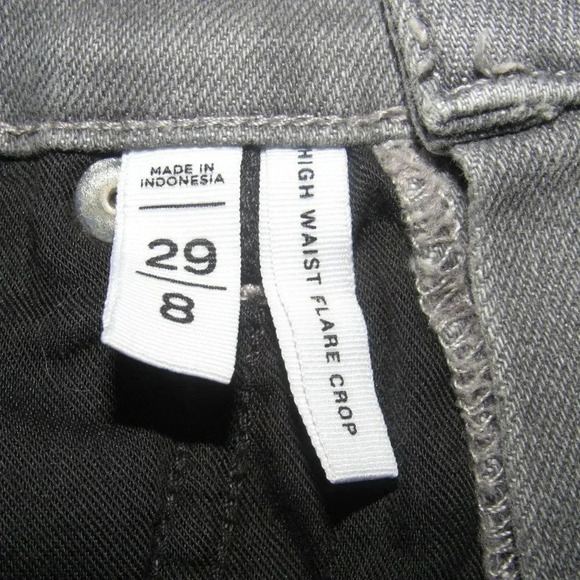 MADE IN
INDONESIA
29
8
HIGH WAIST FLARE CROP